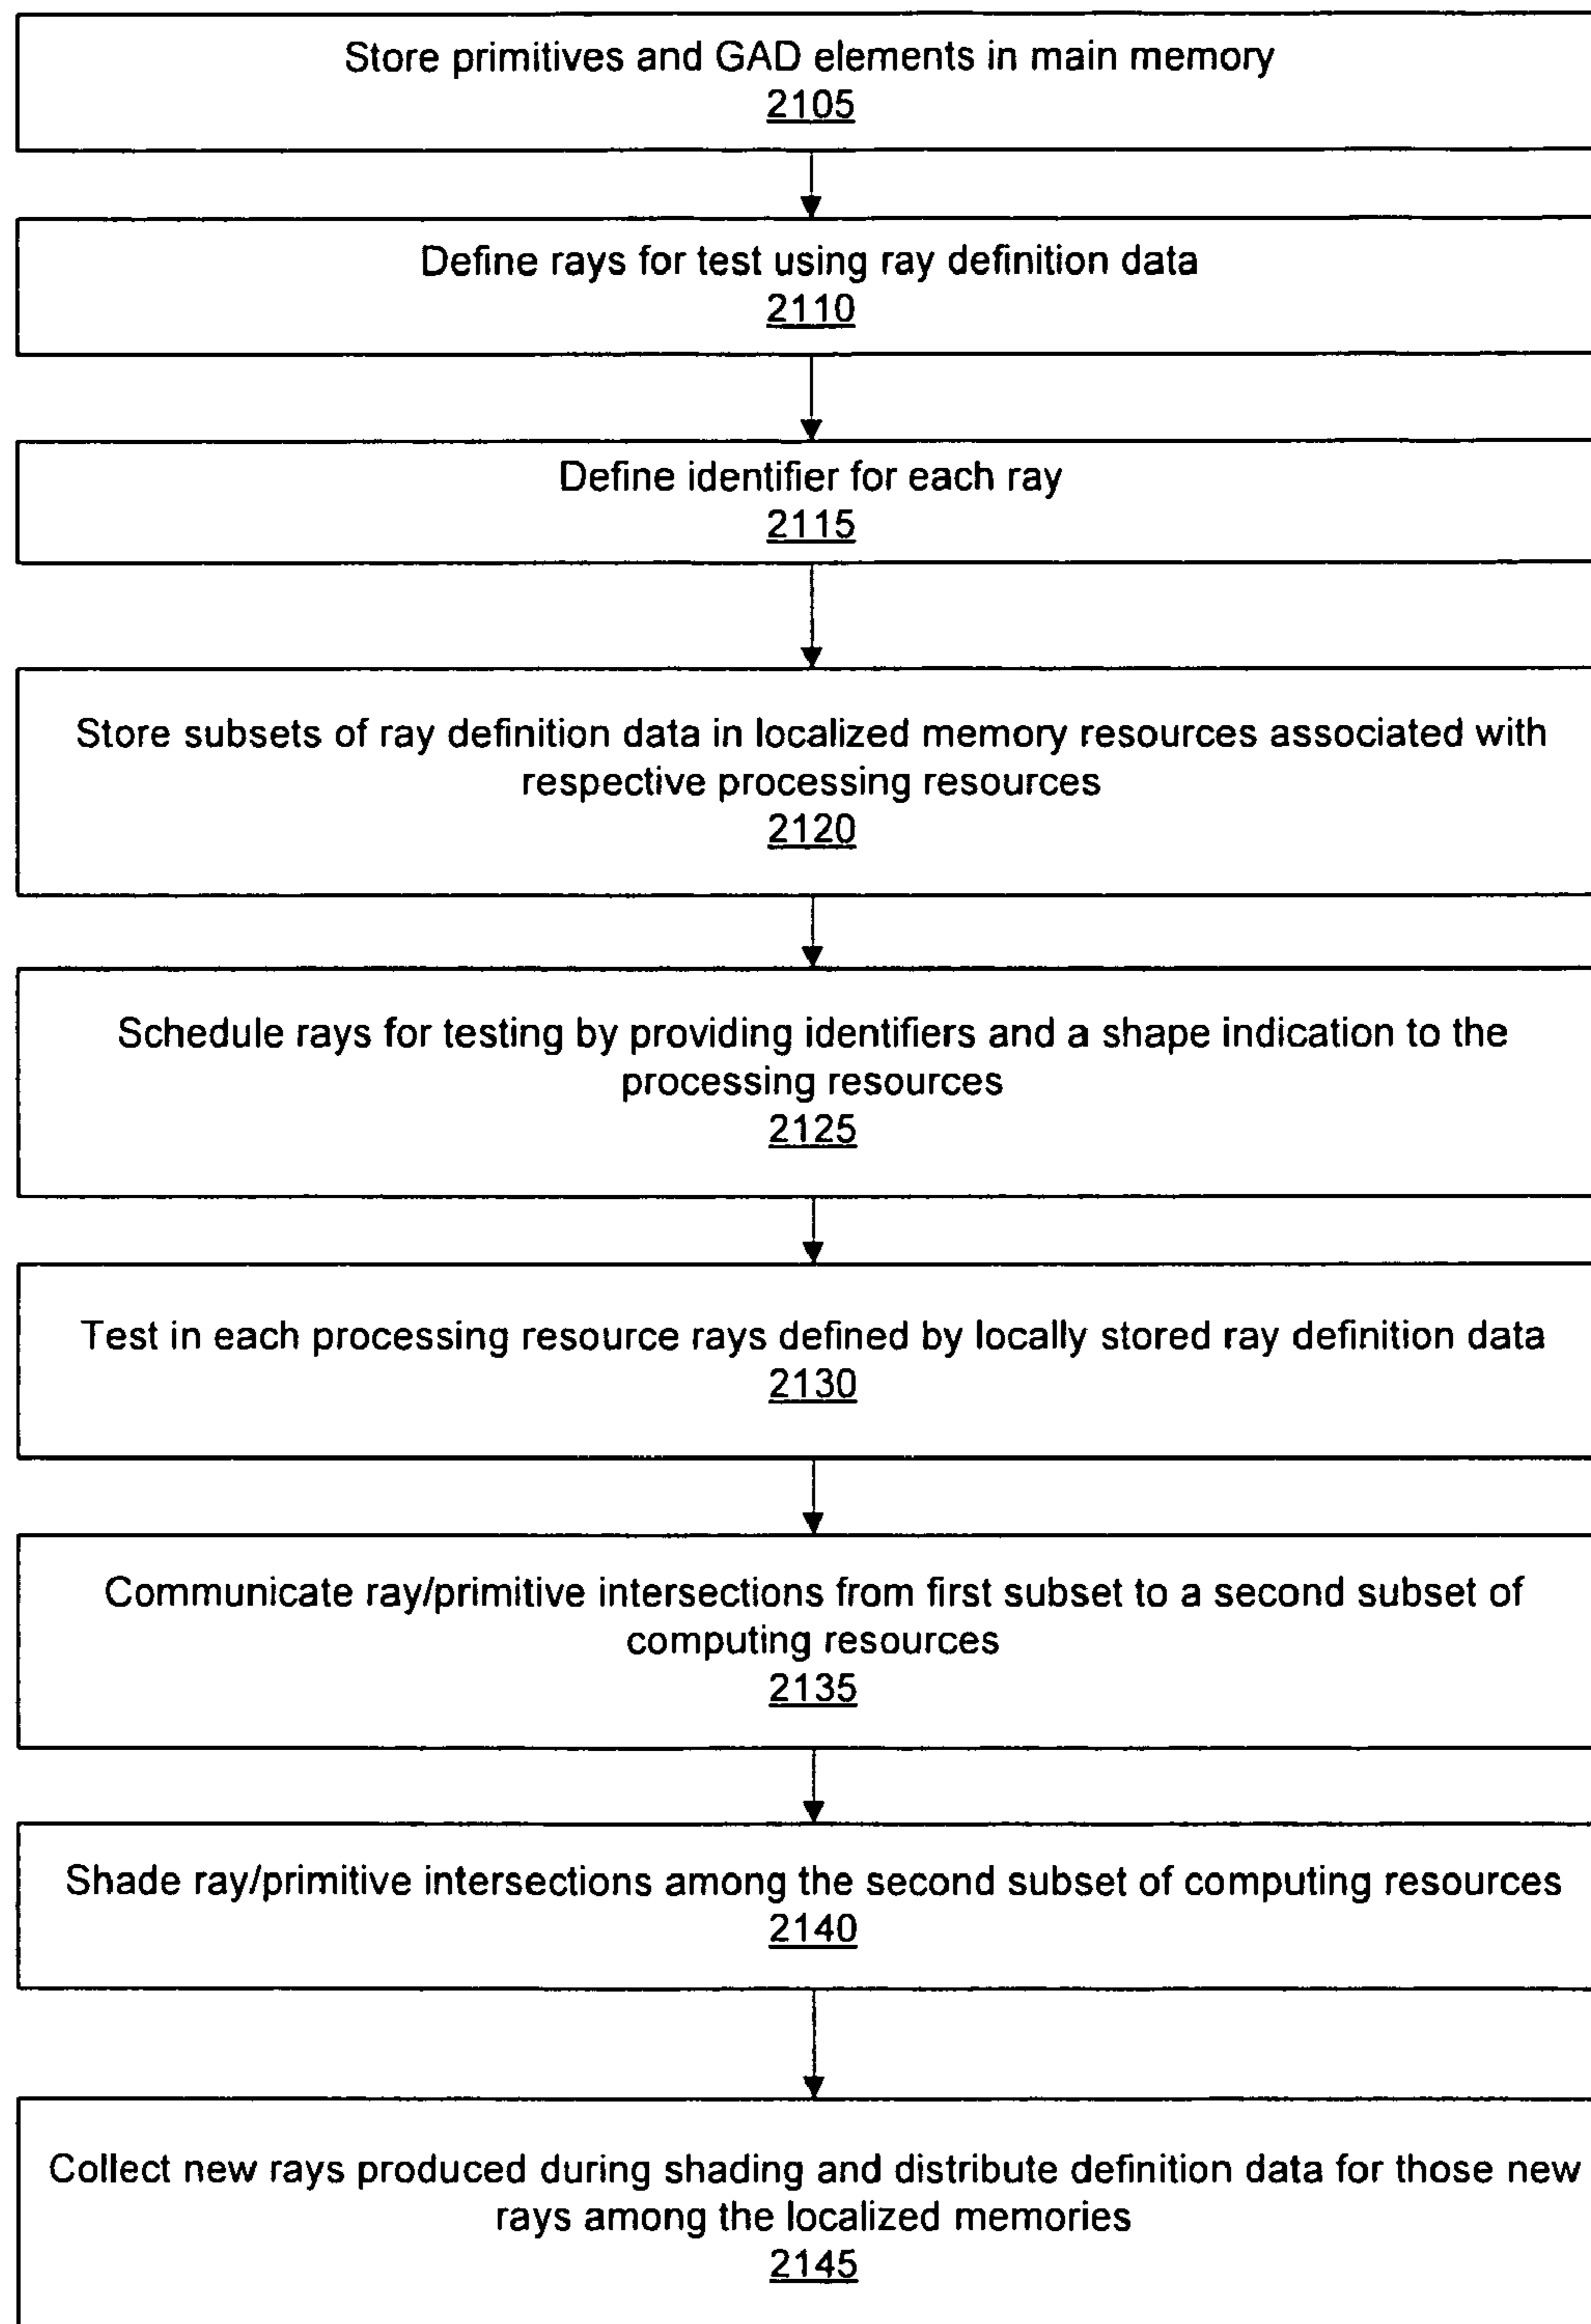 Store primitives and GAD elements in main memory
2105
Define rays for test using ray definition data
2110
Define identifier for each ray
2115
Store subsets of ray definition data in localized memory resources associated with
respective processing resources
2120
Schedule rays for testing by providing identifiers and a shape indication to the
processing resources
2125
Test in each processing resource rays defined by locally stored ray definition data
2130
Communicate ray/primitive intersections from first subset to a second subset of
computing resources
2135
Shade ray/primitive intersections among the second subset of computing resources
2140
Collect new rays produced during shading and distribute definition data for those new
rays among the localized memories
2145